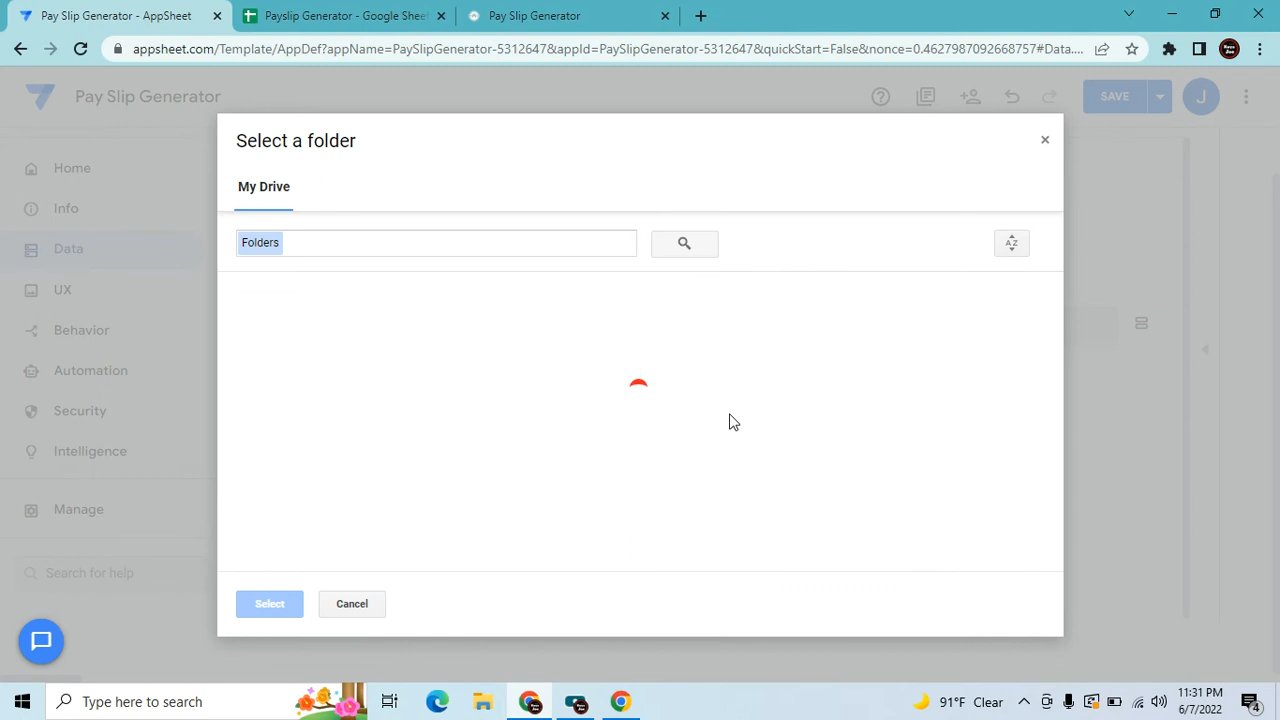 Pay Slip Generator - AppSheet
Payslip Generator - Google Sheet
Pay Slip Generator
appsheet.com/Template/AppDef?appName=PaySlipGenerator-5312647&appId=PaySlipGenerator-5312647&quickStart=False&nonce=0.4627987092668757#Data....
Pay Slip Generator
SAVE
J
Select a folder
My Drive
Folders
AZ
Home
Info
Data
UX
Behavior
Automation
Security
Intelligence
Manage
Search for help
Select
Cancel
Type here to search
91°F Clear
11:31 PM
6/7/2022
4